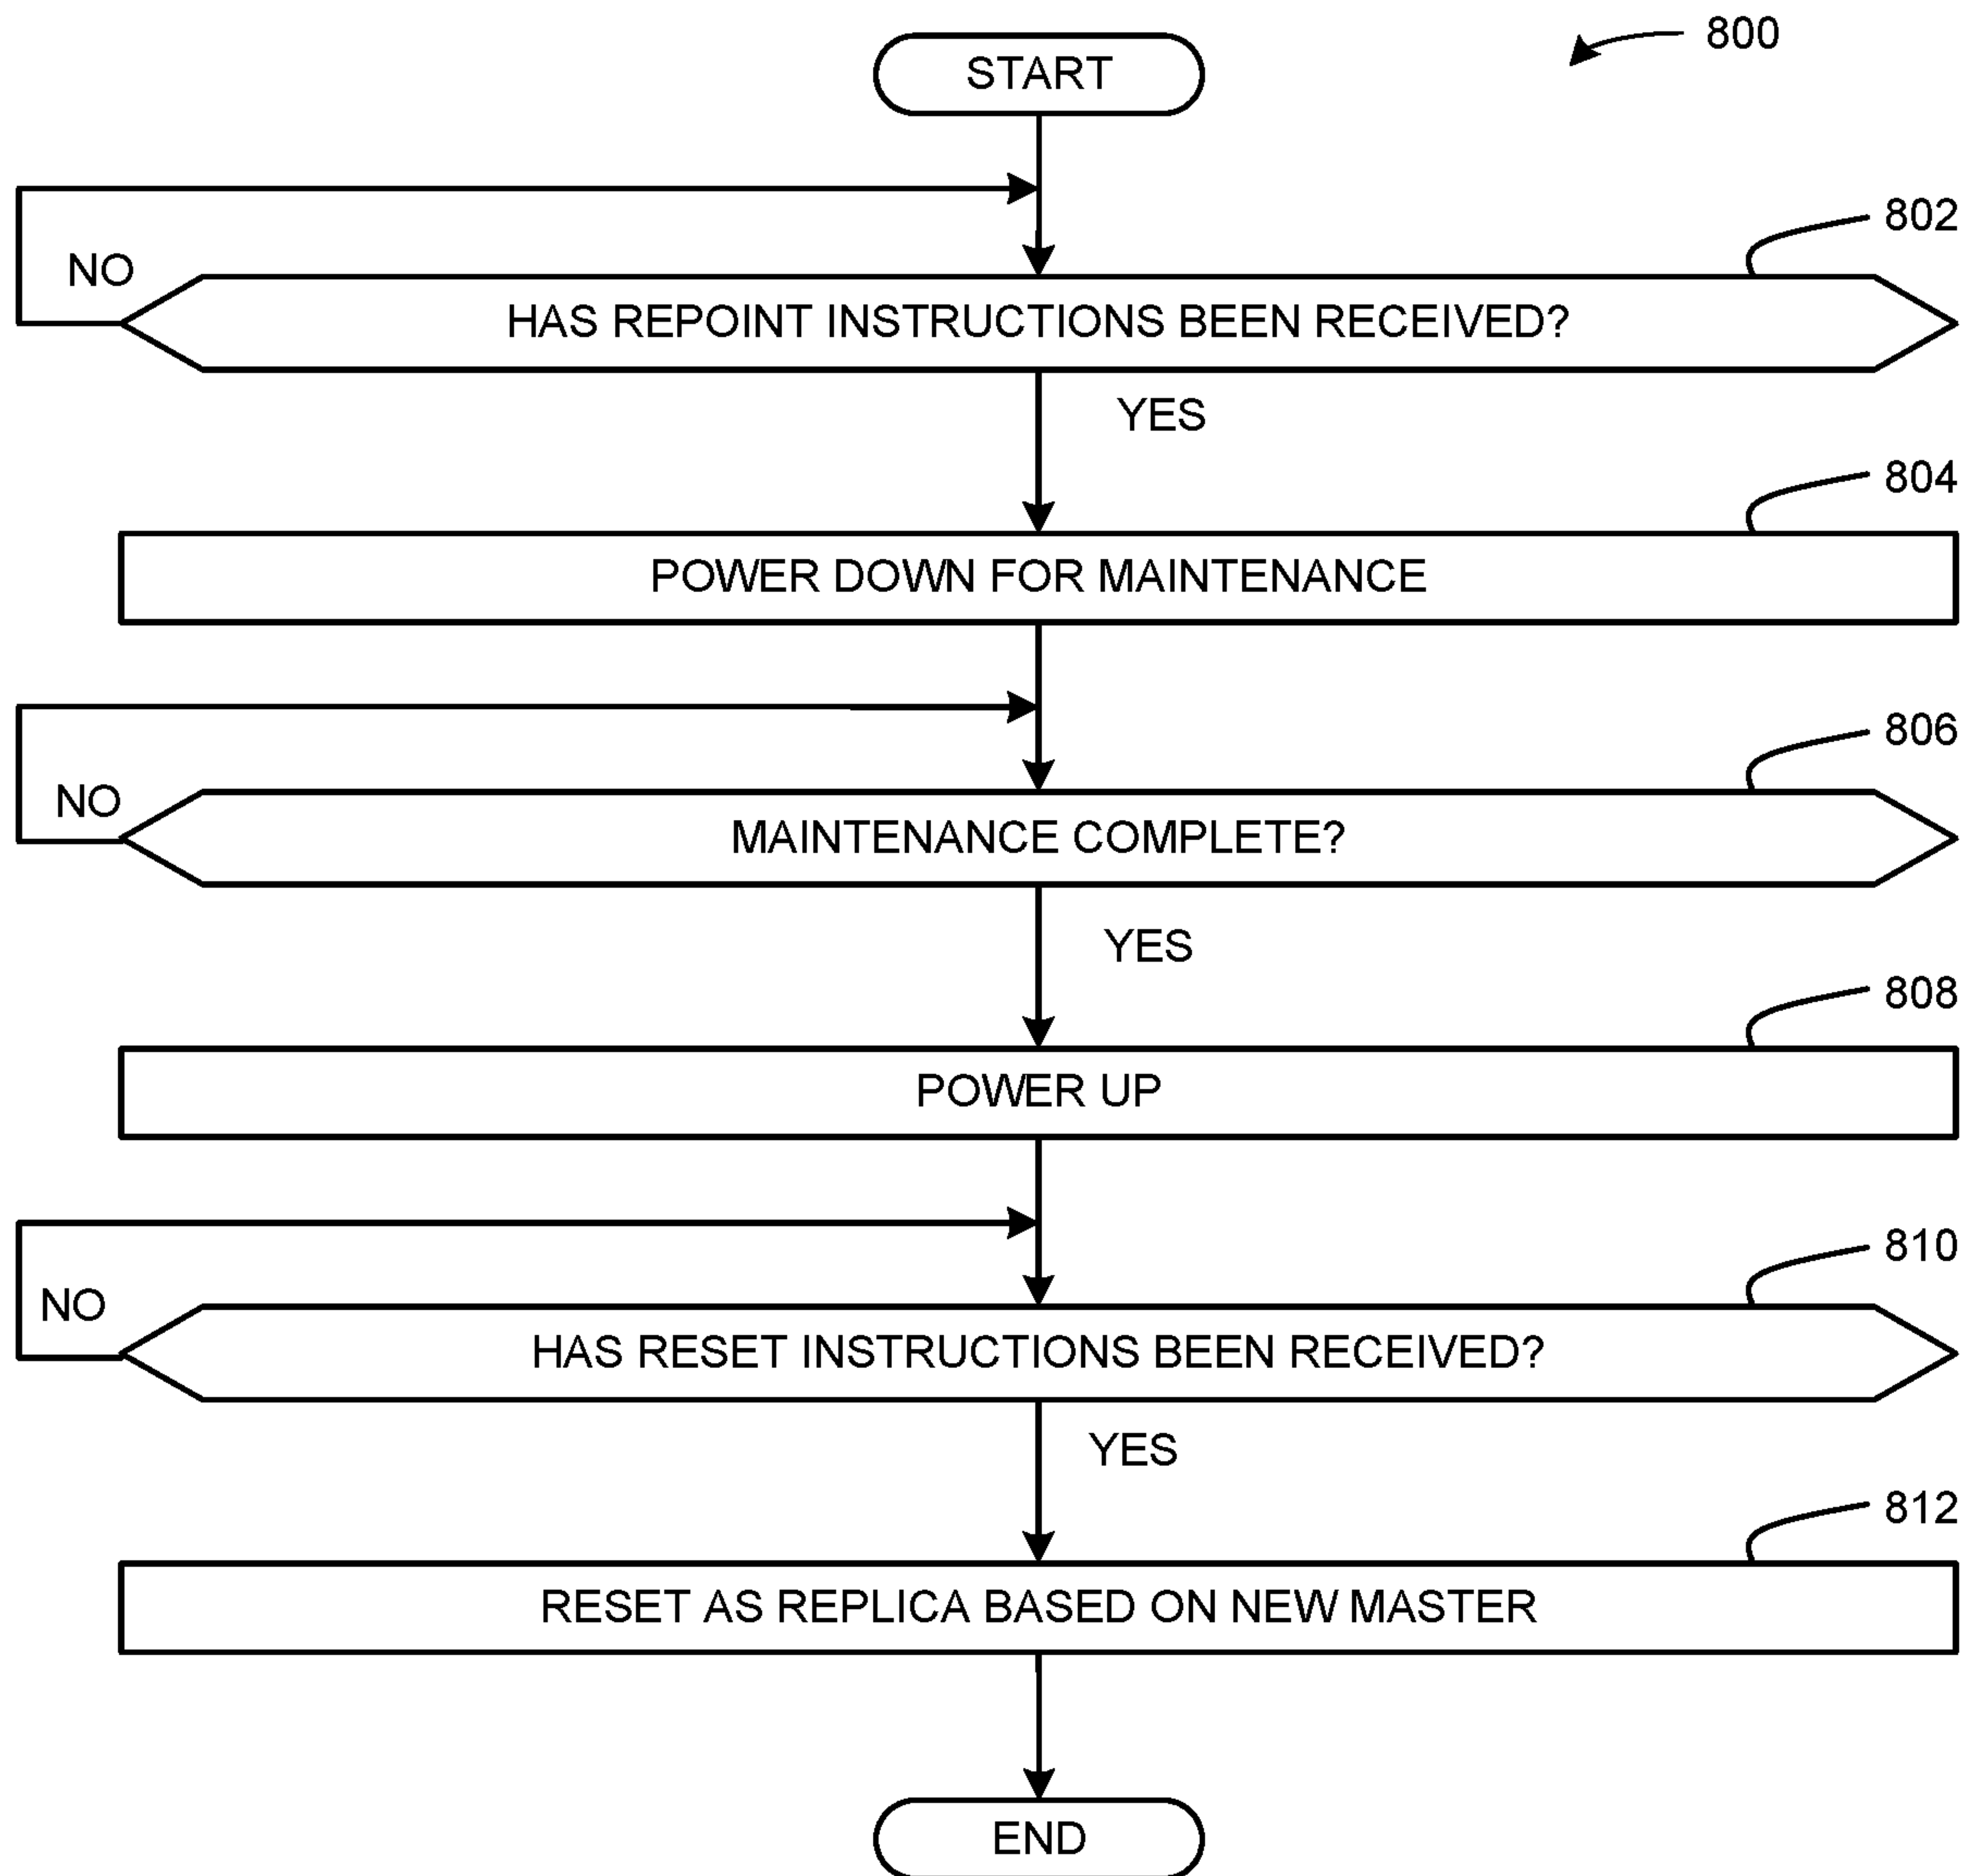 800
START
802
NO
HAS REPOINT INSTRUCTIONS BEEN RECEIVED?
YES
804
POWER DOWN FOR MAINTENANCE
806
NO
MAINTENANCE COMPLETE?
YES
808
POWER UP
810
NO
HAS RESET INSTRUCTIONS BEEN RECEIVED?
YES
812
RESET AS REPLICA BASED ON NEW MASTER
END